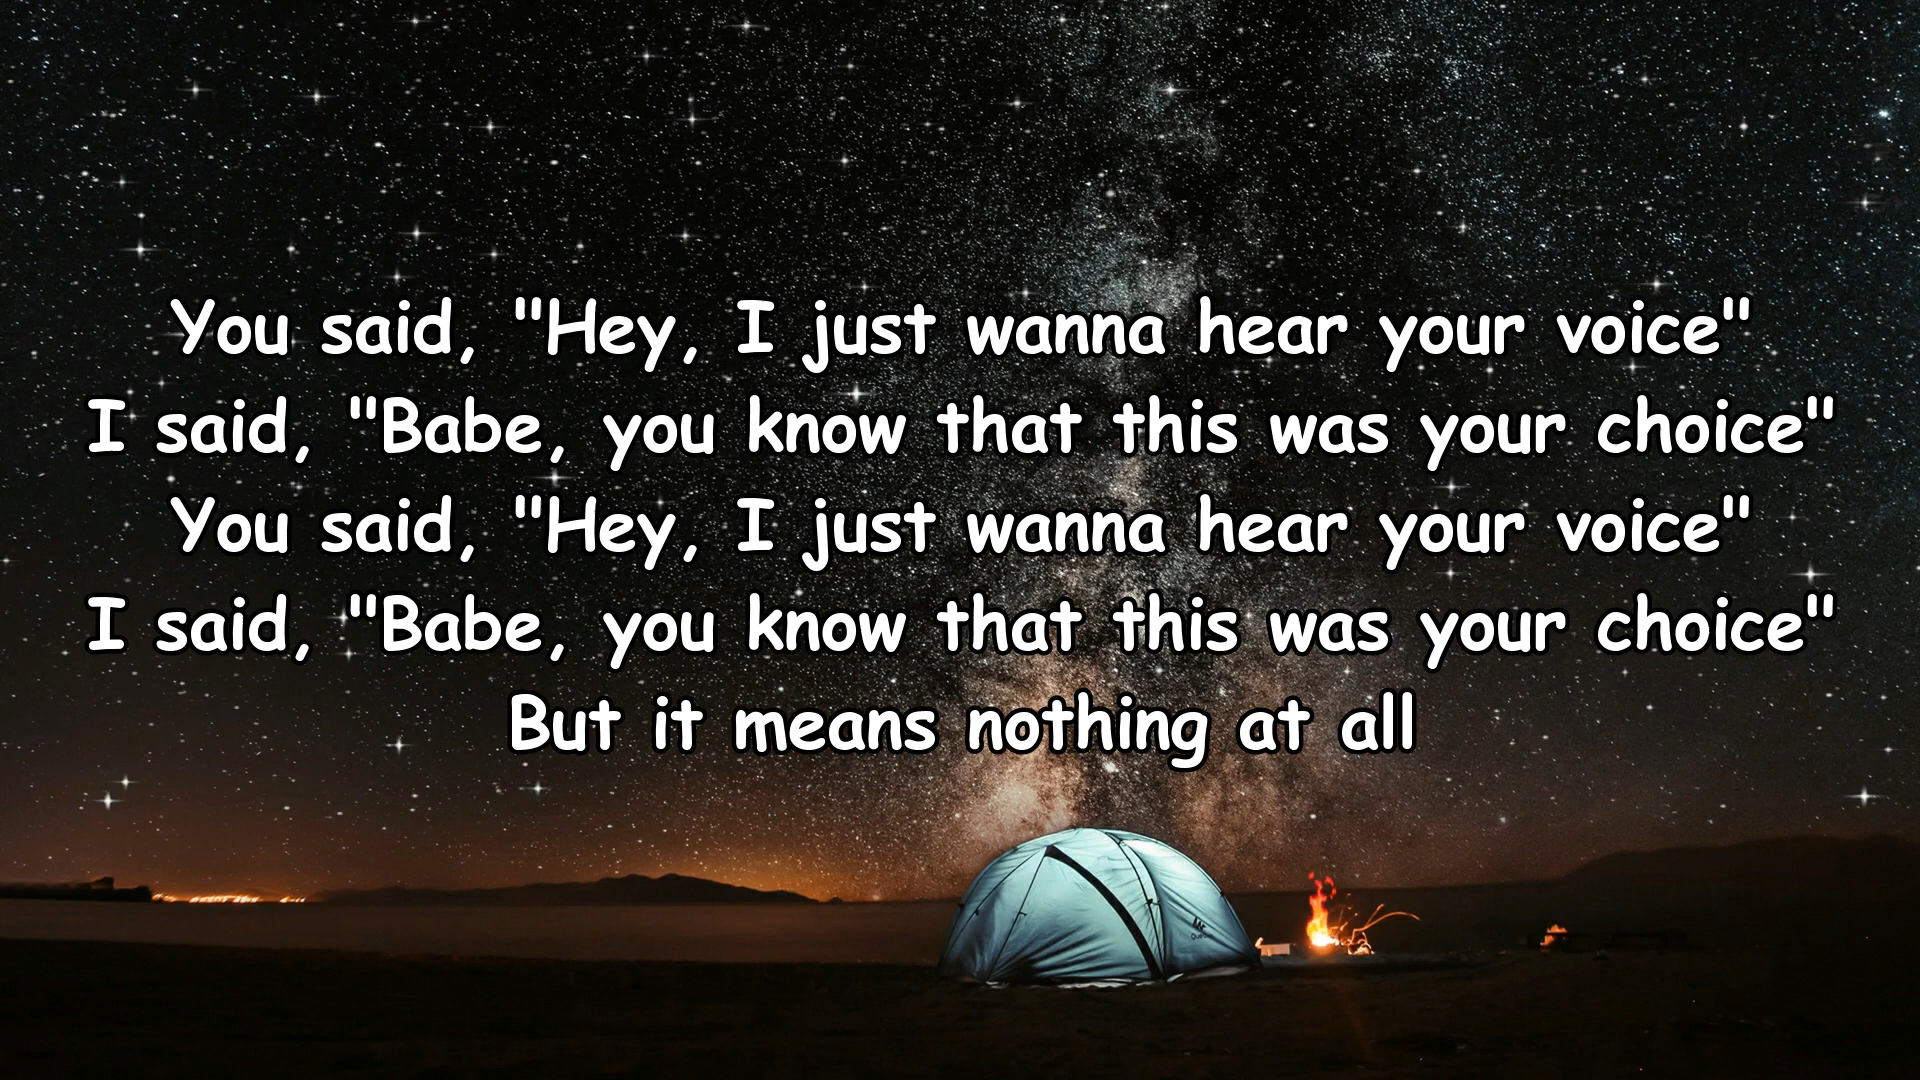 You said, "Hey, I just wanna hear your voice"
I said, "Babe, you know that this was your choice"
You said, "Hey, I just wanna hear your voice"
I said, "Babe, you know that this was your choice"
But it means nothing at all